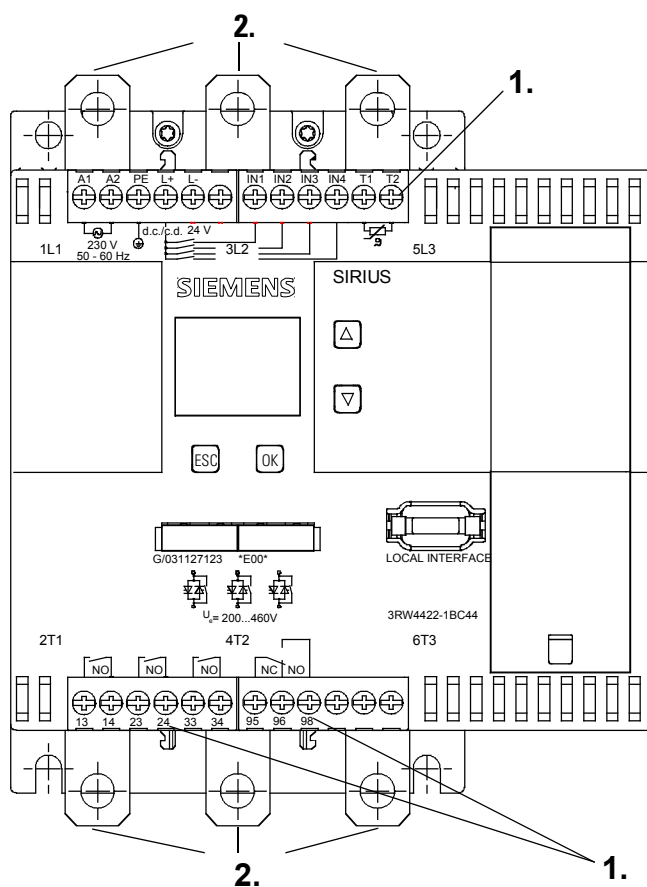 2.
1.
A1 A2 PE L+ L- IN1 IN2 IN3 IN4 T1 T2
d.c./c.d. 24 V
1L1 230 V 3L2 5L3
50 - 60 Hz
SIEMENS SIRIUS
ESC OK
G/031127123 *E00* LOCAL INTERFACE
Ue= 200...460V 3RW4422-1BC44
2T1 4T2 6T3
NO NO NO NC NO
13 14 23 24 33 34 95 96 98
2. 1.